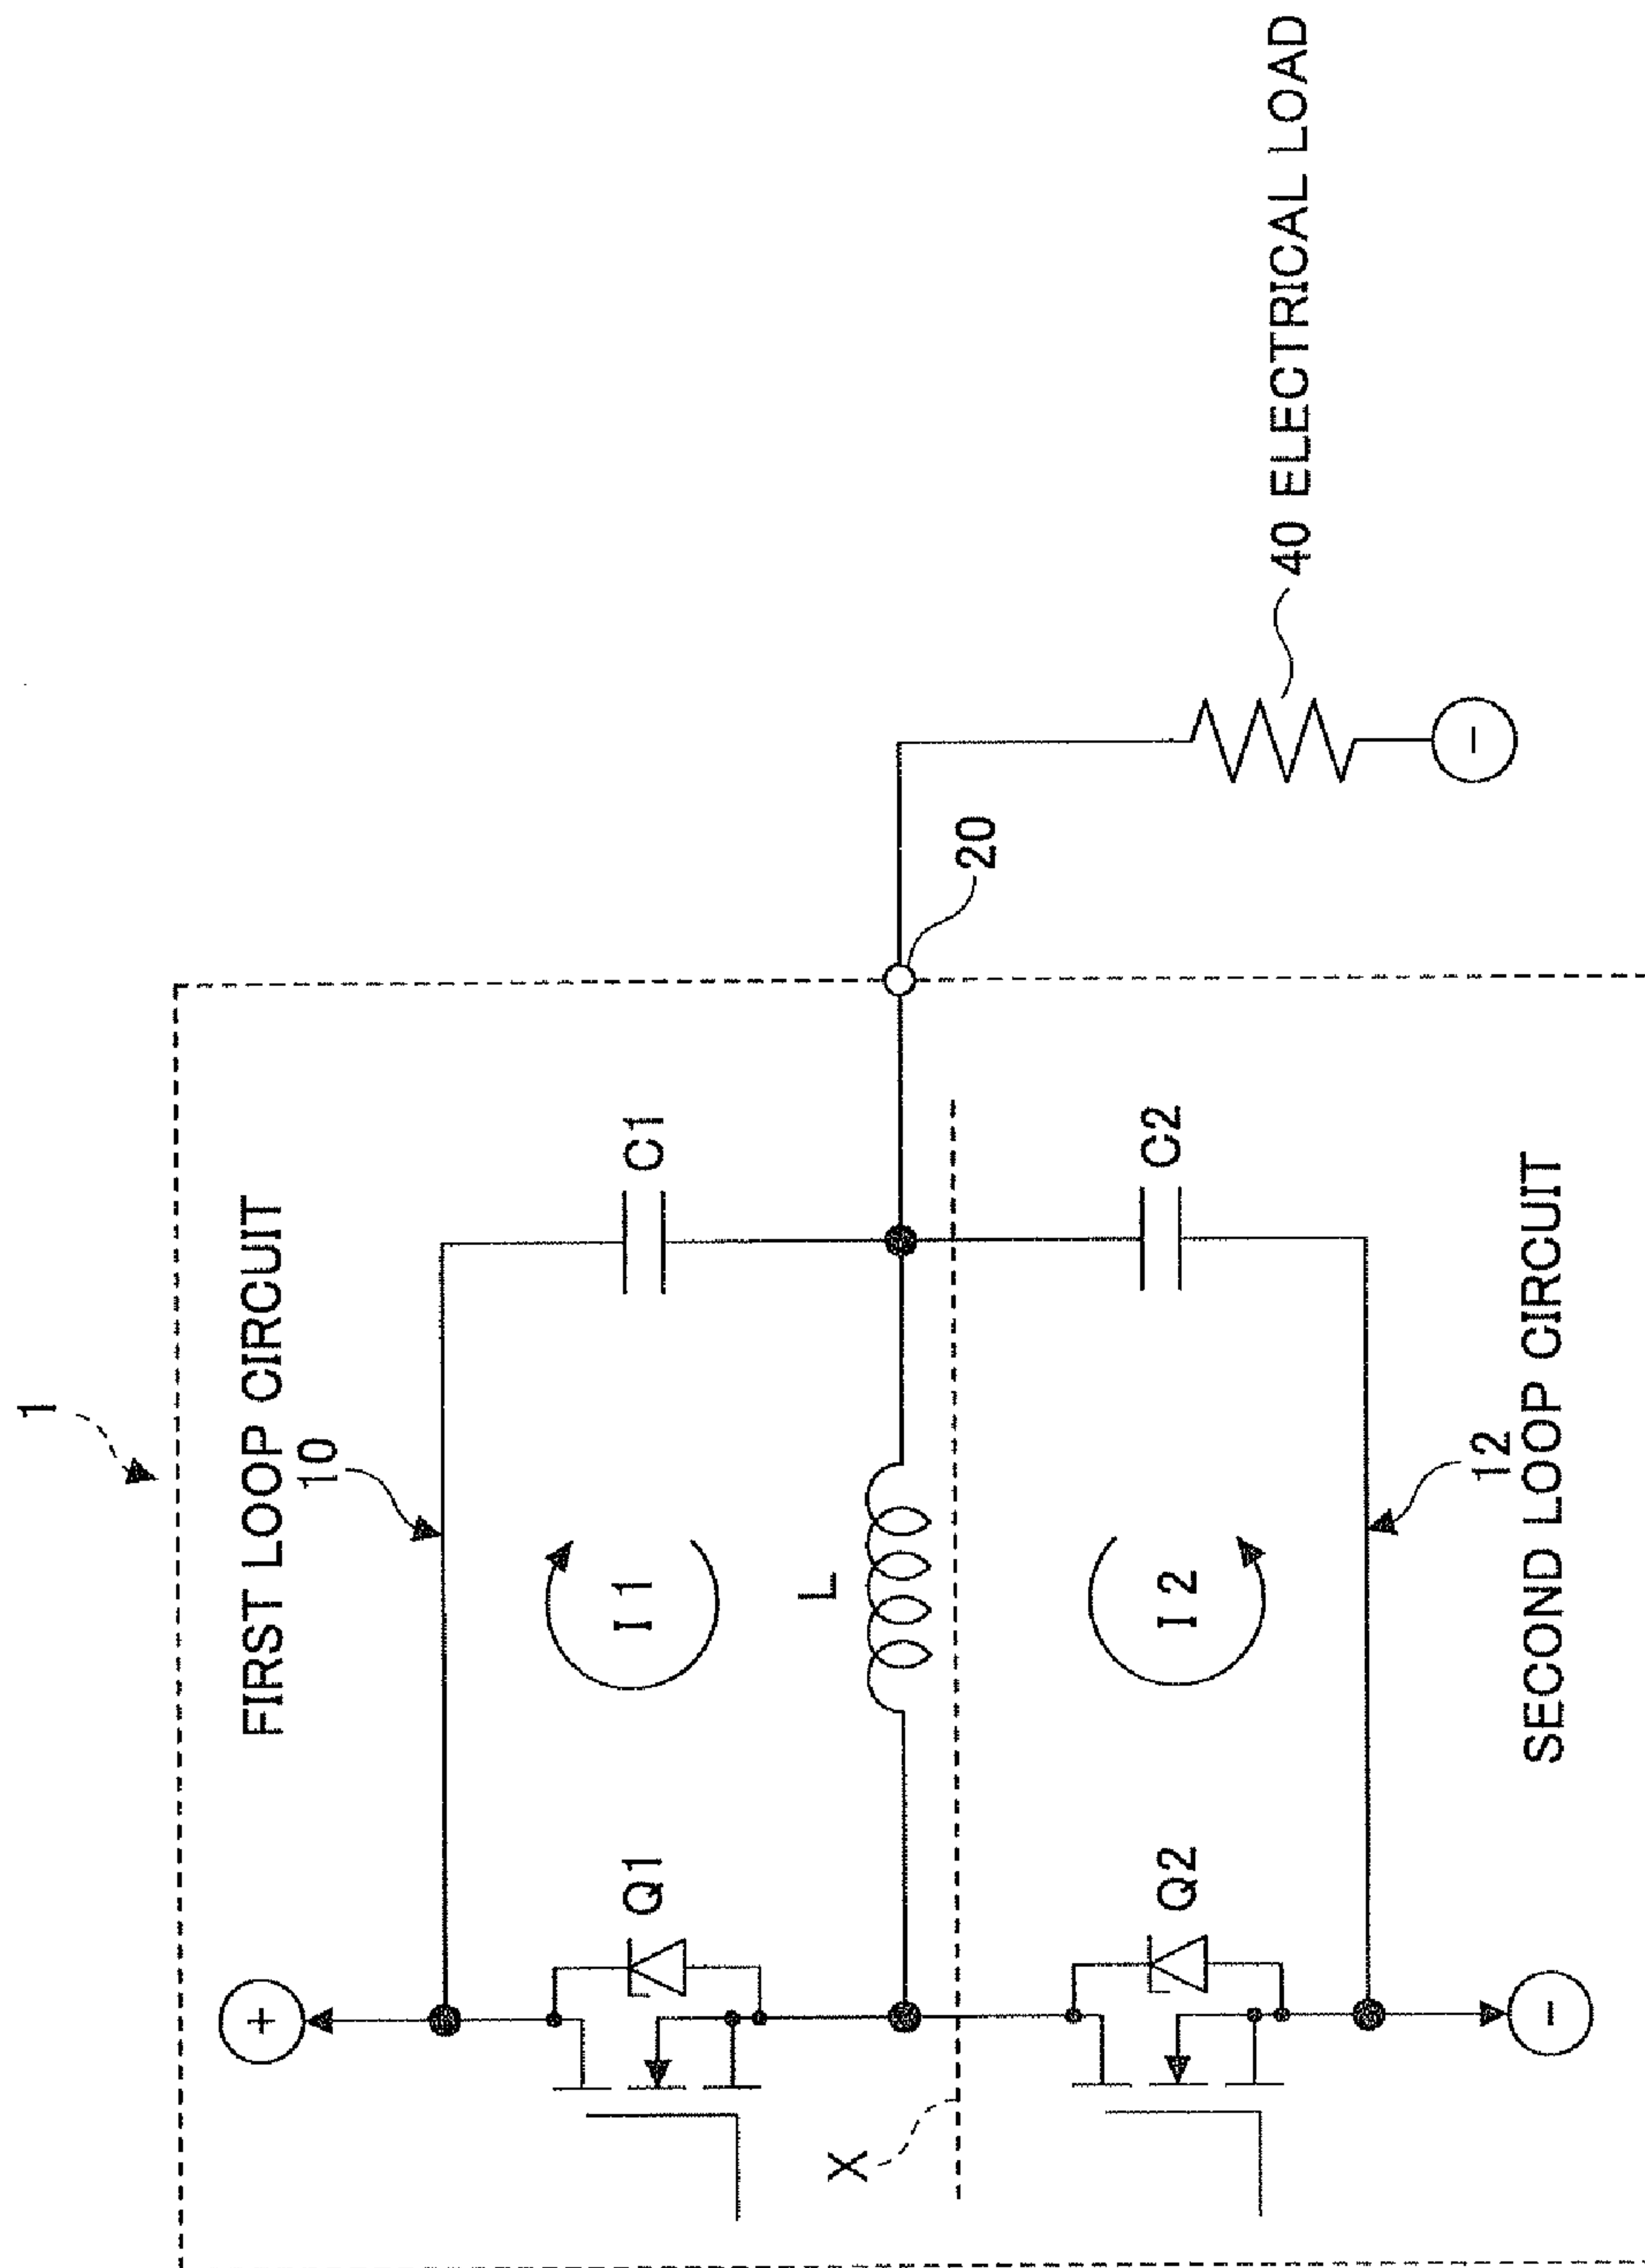 1
FIRST LOOP CIRCUIT
10
+
Q1
I1
C1
L
20
X
Q2
I2
C2
40 ELECTRICAL LOAD
12
SECOND LOOP CIRCUIT
−
−